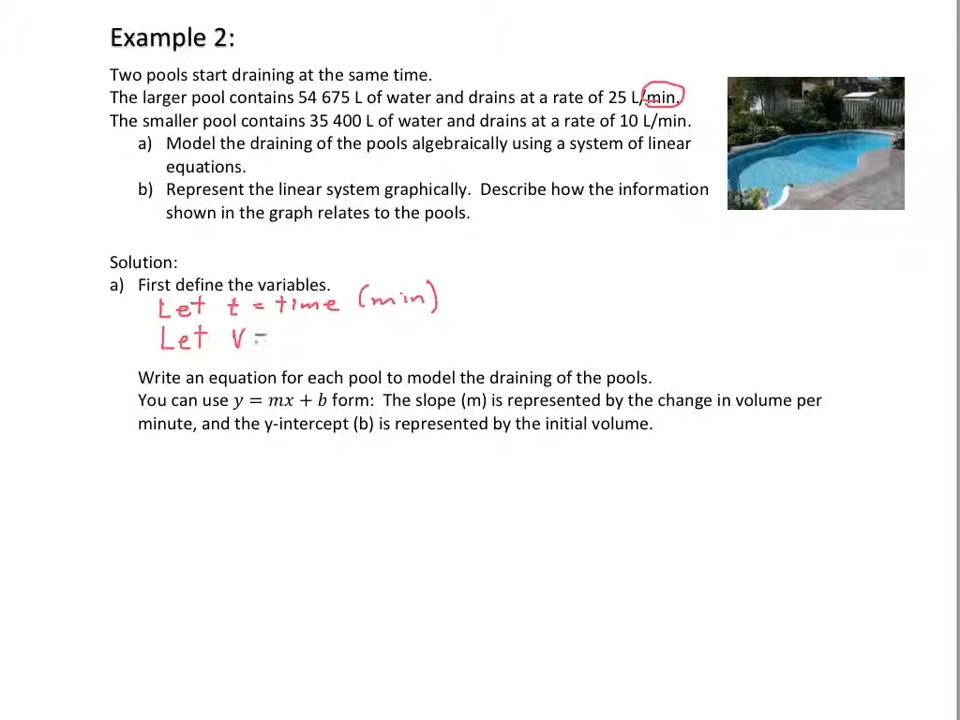 Example 2:
Two pools start draining at the same time.
The larger pool contains 54 675 L of water and drains at a rate of 25 L/min.
The smaller pool contains 35 400 L of water and drains at a rate of 10 L/min.
a) Model the draining of the pools algebraically using a system of linear
equations.
b) Represent the linear system graphically. Describe how the information
shown in the graph relates to the pools.
Solution:
a) First define the variables.
Let t = time (min)
Let V =
Write an equation for each pool to model the draining of the pools.
You can use y = mx + b form: The slope (m) is represented by the change in volume per
minute, and the y-intercept (b) is represented by the initial volume.